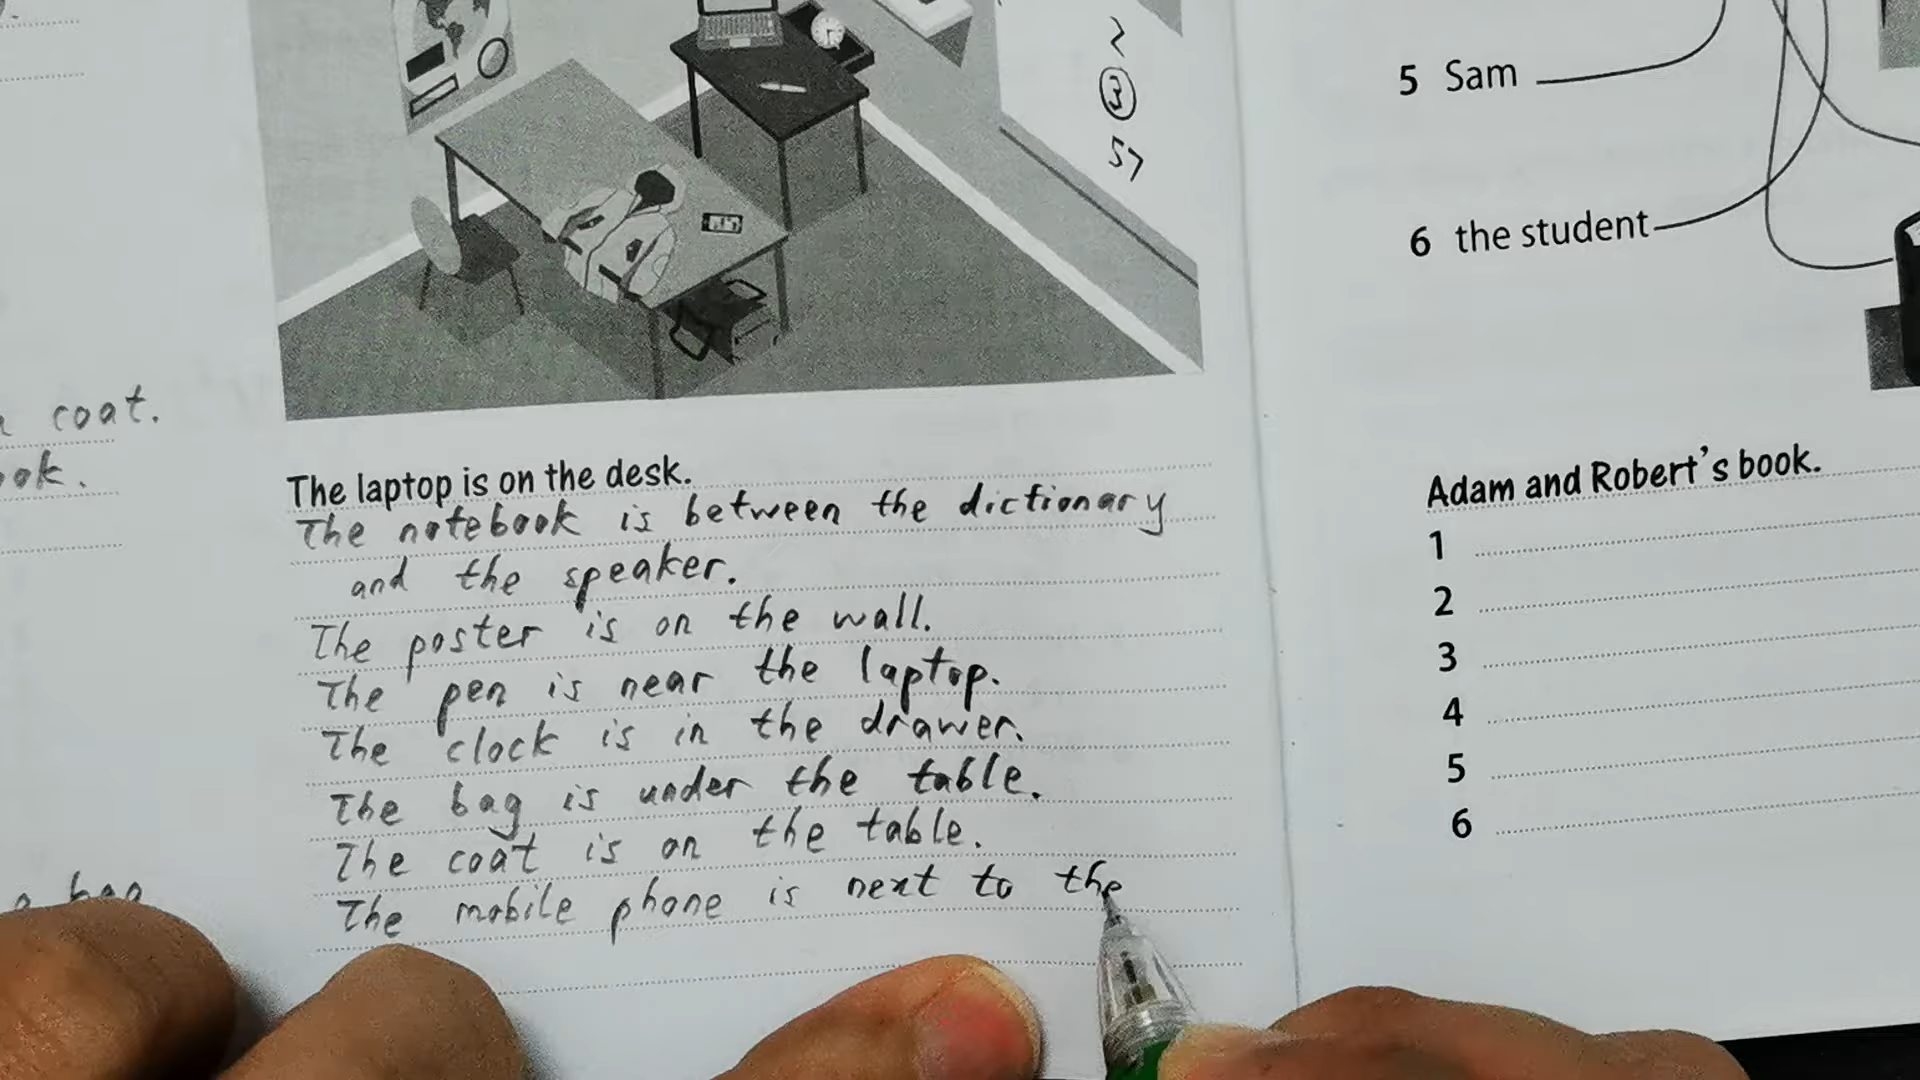 coat.
ook.
a bag
2
3
57
The laptop is on the desk.
The notebook is between the dictionary
and the speaker.
The poster is on the wall.
The pen is near the laptop.
The clock is in the drawer.
The bag is under the table.
The coat is on the table.
The mobile phone is next to the
5 Sam
6 the student
Adam and Robert's book.
1
2
3
4
5
6